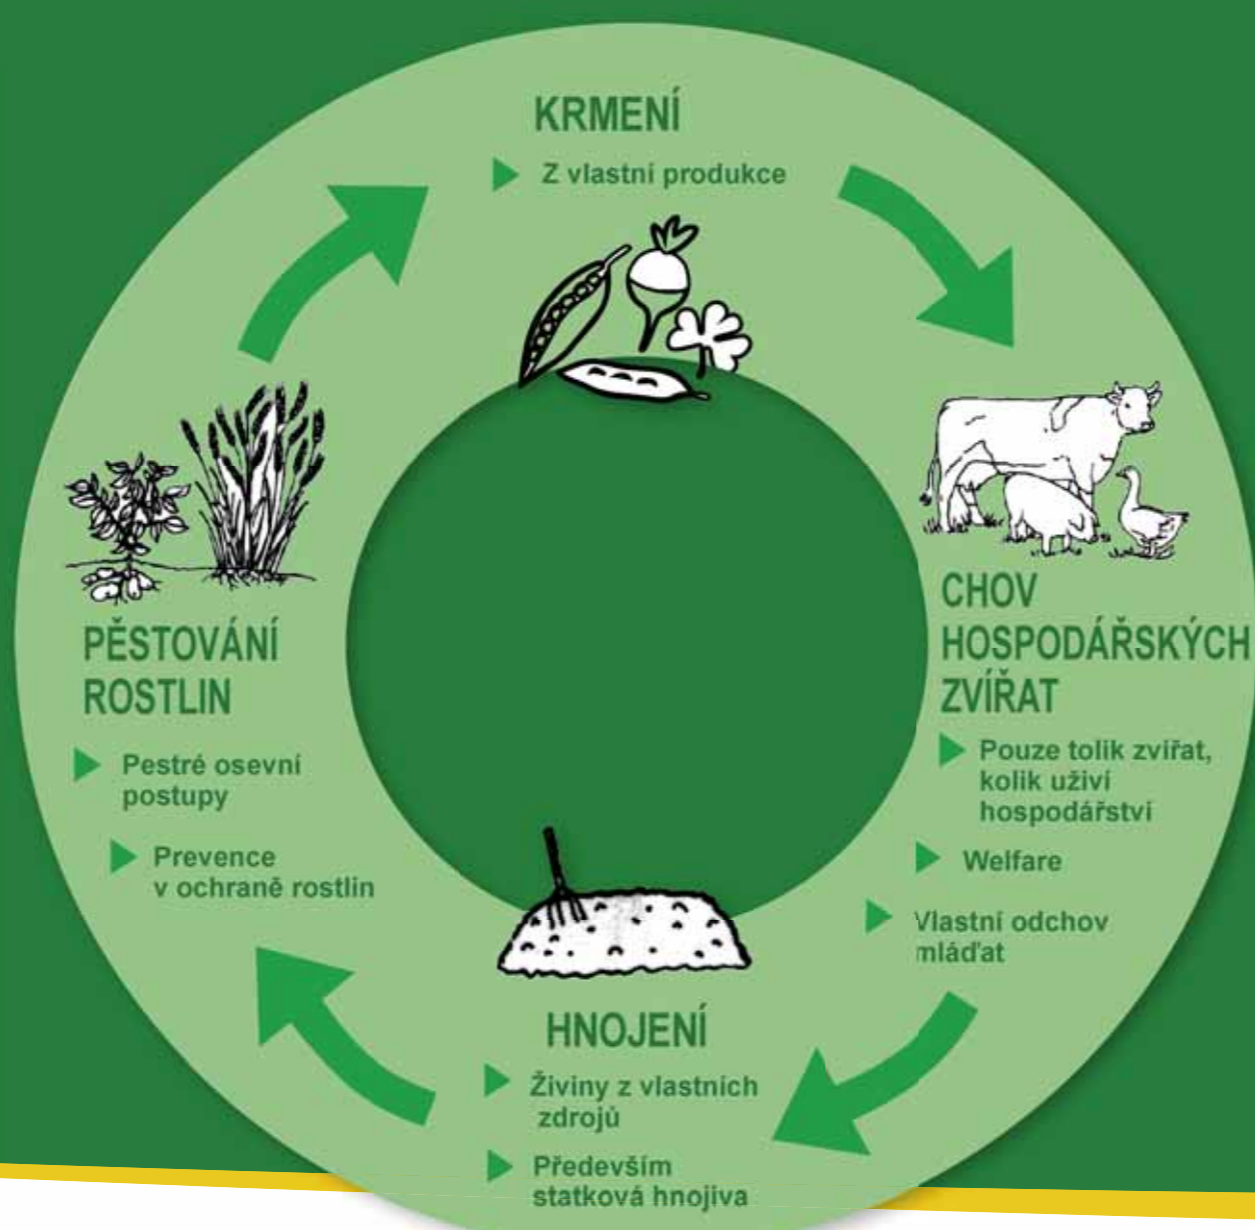 KRMENÍ
Z vlastní produkce
CHOV
HOSPODÁŘSKÝCH
ZVÍŘAT
Pouze tolik zvířat,
kolik uživí
hospodářství
Welfare
Vlastní odchov
mláďat
HNOJENÍ
Živiny z vlastních
zdrojů
Především
statková hnojiva
PĚSTOVÁNÍ
ROSTLIN
Pestré osevní
postupy
Prevence
v ochraně rostlin